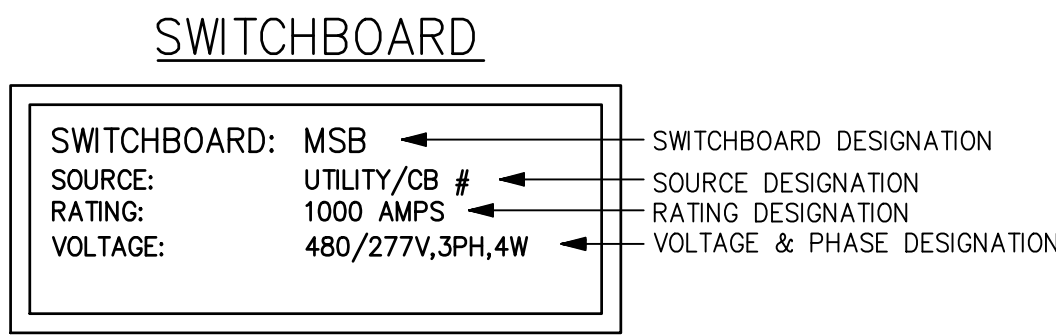 SWITCHBOARD
SWITCHBOARD: MSB SWITCHBOARD DESIGNATION
SOURCE: UTILITY/CB # SOURCE DESIGNATION
RATING: 1000 AMPS RATING DESIGNATION
VOLTAGE: 480/277V,3PH,4W VOLTAGE & PHASE DESIGNATION